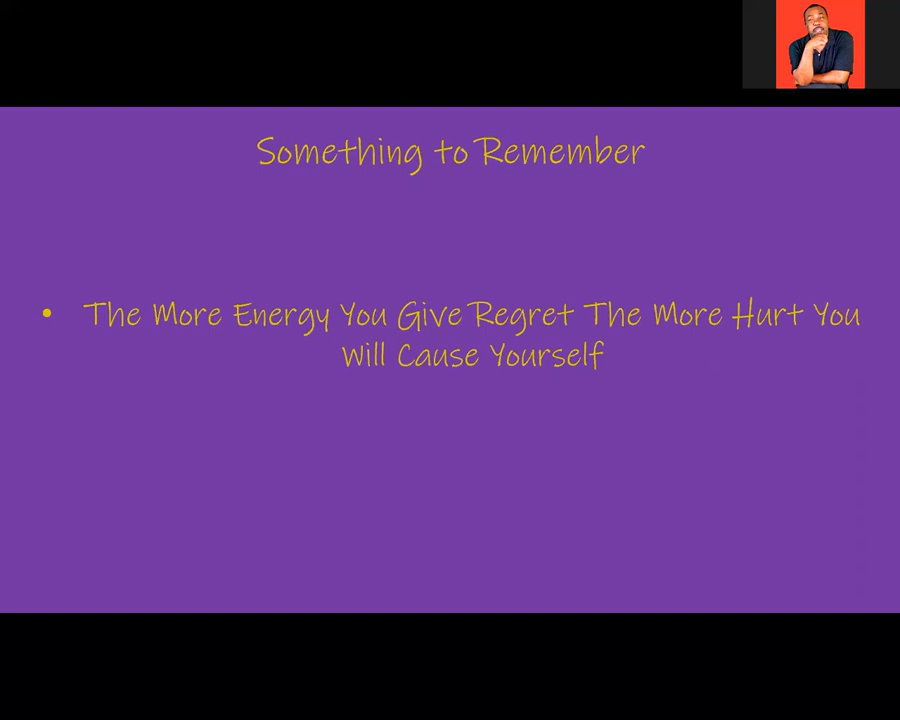 Something to Remember
• The More Energy You Give Regret The More Hurt You
Will Cause Yourself